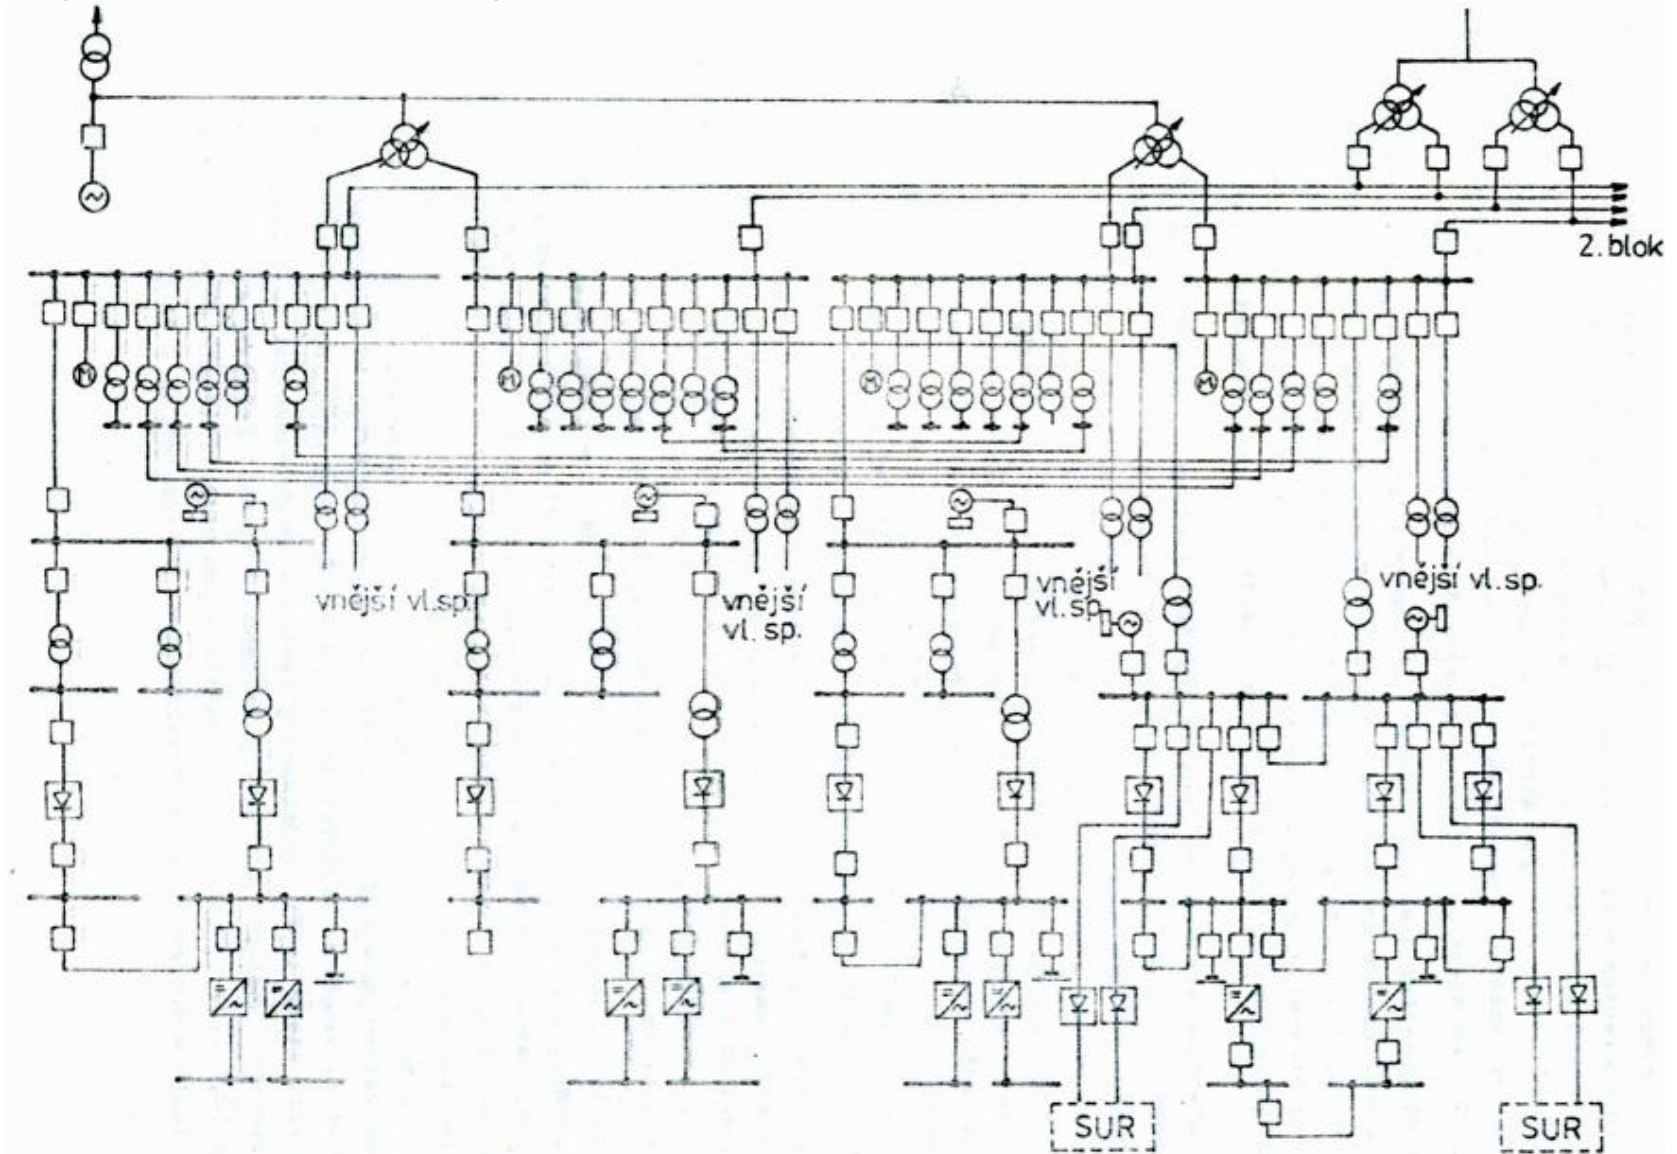 2. blok
M
M
M
M
vnější vl.sp.
vnější
vl. sp.
vnější
vl. sp.
vnější vl. sp.
SUR
SUR